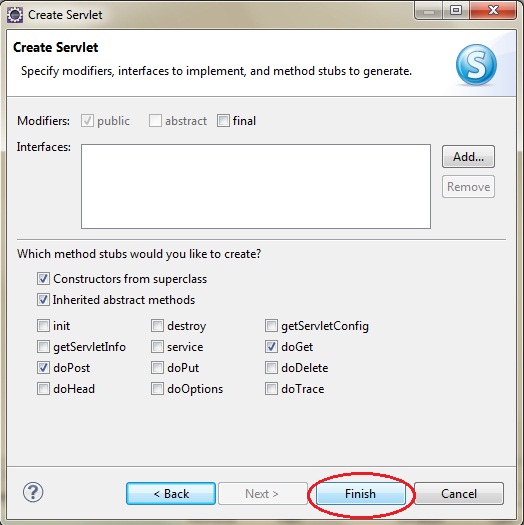 Create Servlet
Create Servlet
Specify modifiers, interfaces to implement, and method stubs to generate.
S
Modifiers: public abstract final
Interfaces:
Add...
Remove
Which method stubs would you like to create?
Constructors from superclass
Inherited abstract methods
init destroy getServletConfig
getServletInfo service doGet
doPost doPut doDelete
doHead doOptions doTrace
? < Back Next > Finish Cancel